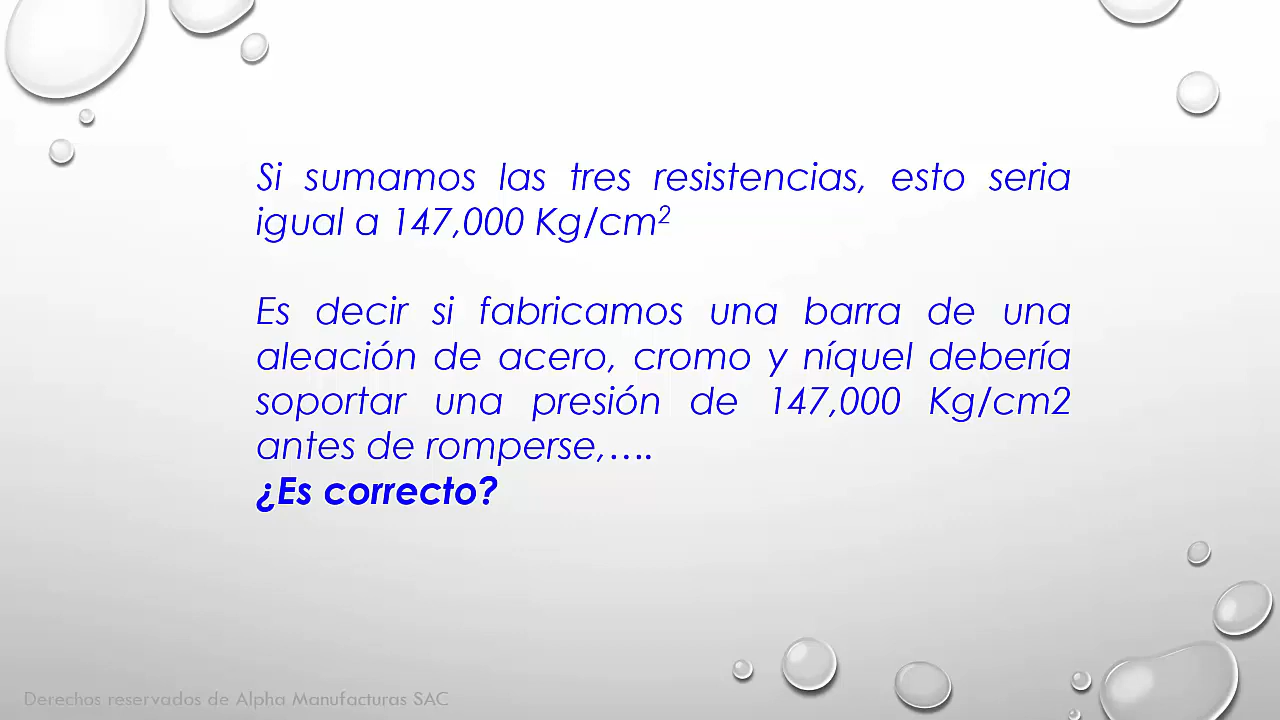 Si sumamos las tres resistencias, esto seria
igual a 147,000 Kg/cm²
Es decir si fabricamos una barra de una
aleación de acero, cromo y níquel debería
soportar una presión de 147,000 Kg/cm2
antes de romperse,....
¿Es correcto?
Derechos reservados de Alpha Manufacturas SAC